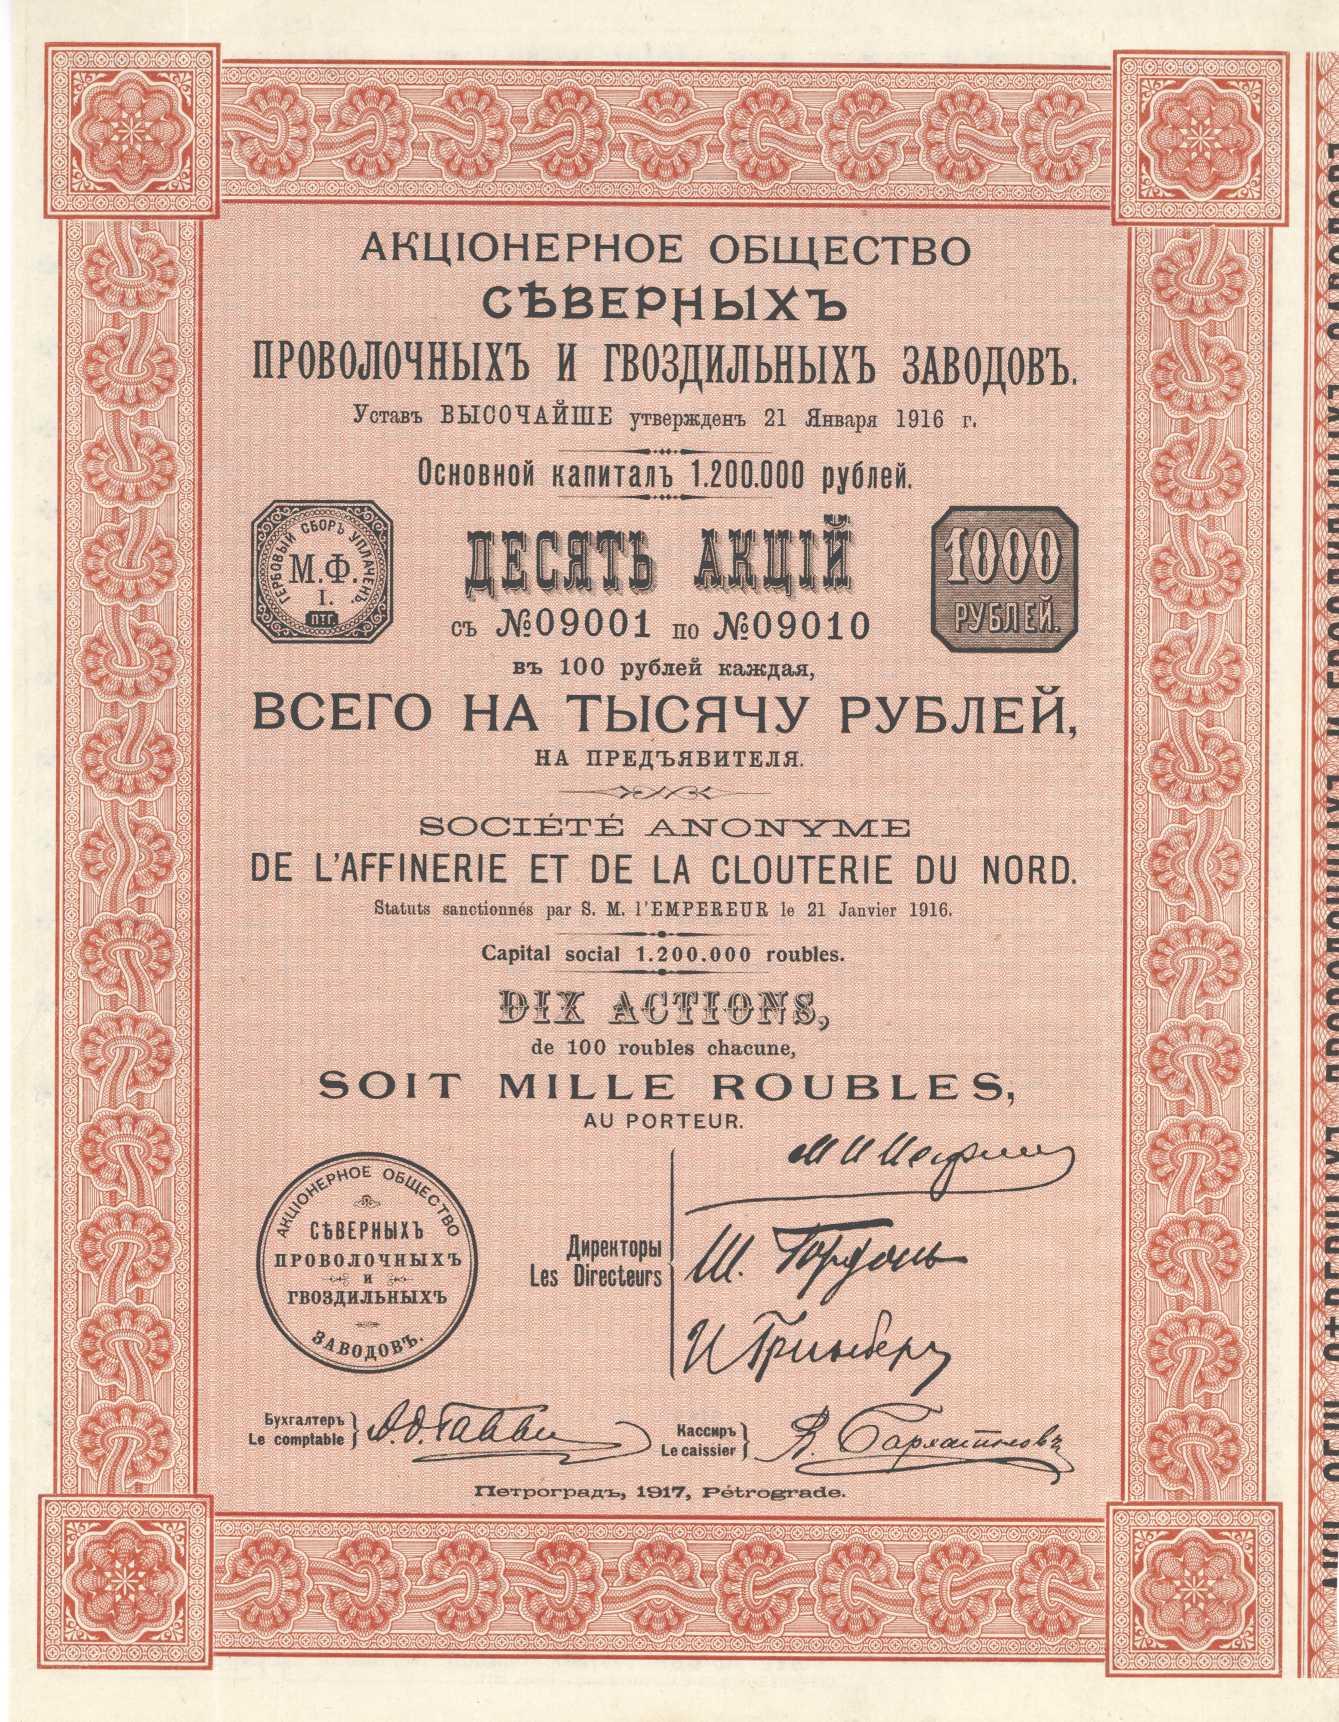 АКЦІОНЕРНОЕ ОБЩЕСТВО
СѢВЕРНЫХЪ
ПРОВОЛОЧНЫХЪ И ГВОЗДИЛЬНЫХЪ ЗАВОДОВЪ.
Уставъ ВЫСОЧАЙШЕ утвержденъ 21 Января 1916 г.
Основной капиталъ 1.200.000 рублей.
ГЕРБОВЫЙ СБОРЪ УПЛАЧЕНЪ.
М.Ф.
I.
ПТГ.
ДЕСЯТЬ АКЦІЙ
1000
РУБЛЕЙ.
съ №09001 по №09010
въ 100 рублей каждая,
ВСЕГО НА ТЫСЯЧУ РУБЛЕЙ,
НА ПРЕДЪЯВИТЕЛЯ.
SOCIÉTÉ ANONYME
DE L'AFFINERIE ET DE LA CLOUTERIE DU NORD.
Statuts sanctionnés par S. M. l'EMPEREUR le 21 Janvier 1916.
Capital social 1.200.000 roubles.
DIX ACTIONS,
de 100 roubles chacune,
SOIT MILLE ROUBLES,
AU PORTEUR.
АКЦІОНЕРНОЕ ОБЩЕСТВО
СѢВЕРНЫХЪ
ПРОВОЛОЧНЫХЪ
И
ГВОЗДИЛЬНЫХЪ
ЗАВОДОВЪ.
Директоры
Les Directeurs
Ш. Гордонъ
И Гринберг
Бухгалтеръ
Le comptable
Кассиръ
Le caissier
Петроградъ, 1917, Pétrograde.